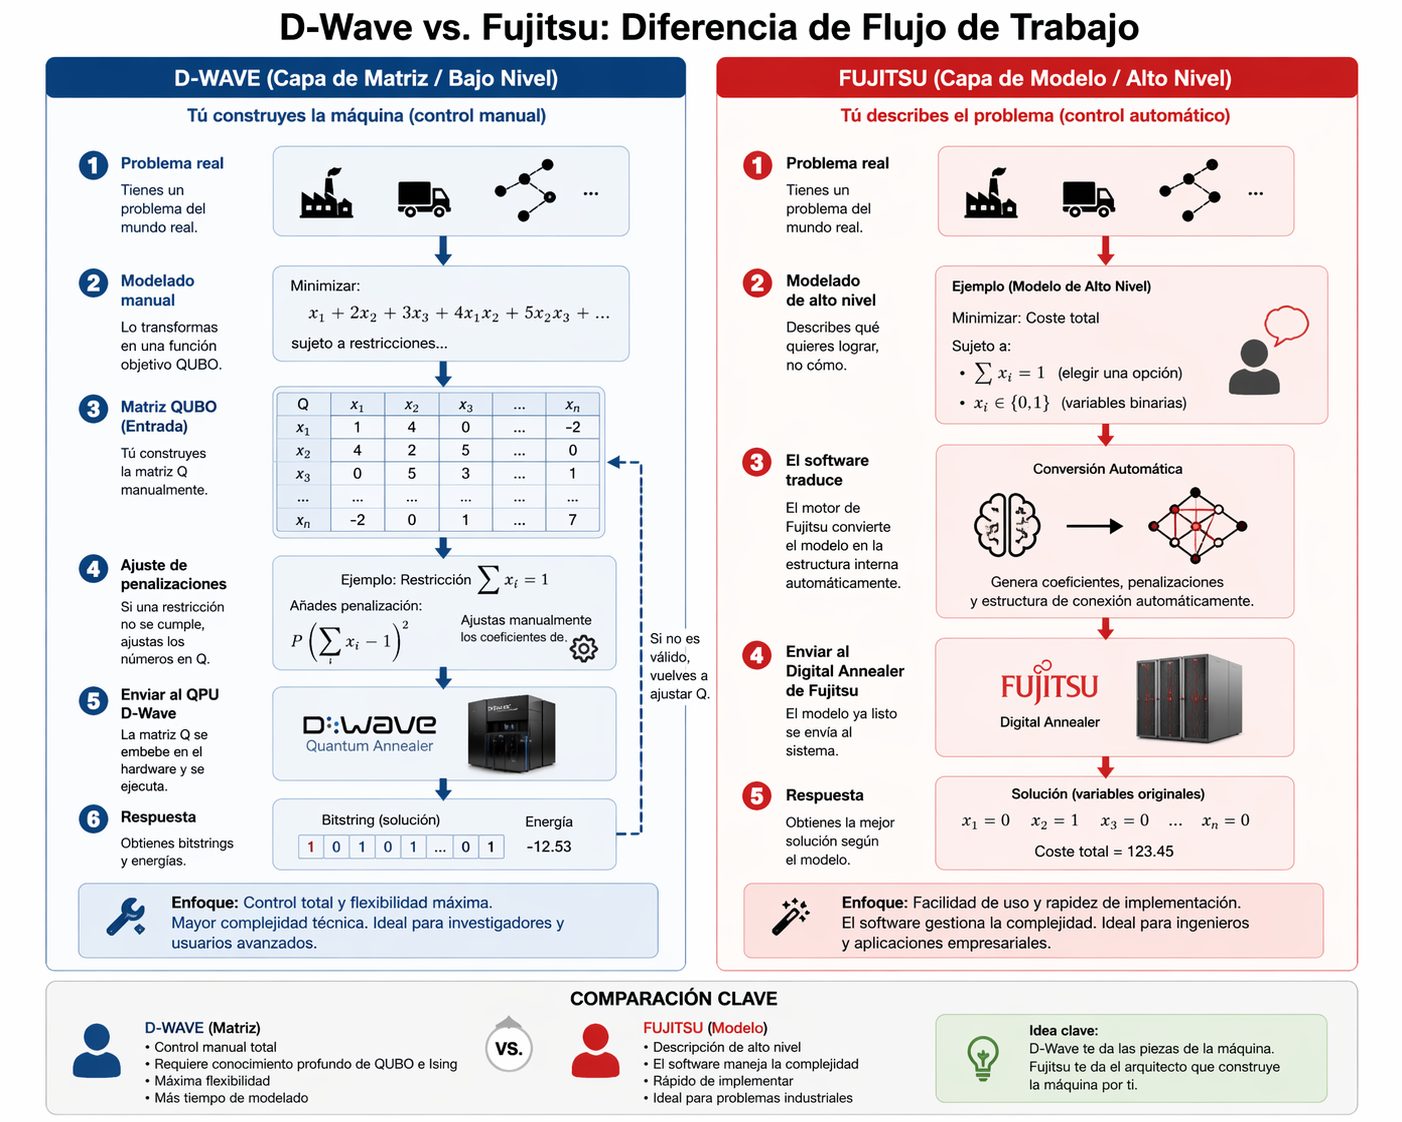 D-Wave vs. Fujitsu: Diferencia de Flujo de Trabajo
D-WAVE (Capa de Matriz / Bajo Nivel)
Tú construyes la máquina (control manual)
1
Problema real
Tienes un
problema del
mundo real.
...
2
Modelado
manual
Lo transformas
en una función
objetivo QUBO.
Minimizar:
x₁ + 2x₂ + 3x₃ + 4x₁x₂ + 5x₂x₃ + ...
sujeto a restricciones...
3
Matriz QUBO
(Entrada)
Tú construyes
la matriz Q
manualmente.
Q x₁ x₂ x₃ ... xₙ
x₁ 1 4 0 ... -2
x₂ 4 2 5 ... 0
x₃ 0 5 3 ... 1
... ... ... ... ... ...
xₙ -2 0 1 ... 7
4
Ajuste de
penalizaciones
Si una restricción
no se cumple,
ajustas los
números en Q.
Ejemplo: Restricción ∑ xᵢ = 1
Añades penalización:
P (∑ xᵢ − 1)²
i
Ajustas manualmente
los coeficientes de.
Si no es
válido,
vuelves a
ajustar Q.
5
Enviar al QPU
D-Wave
La matriz Q se
embebe en el
hardware y se
ejecuta.
D:wave
Quantum Annealer
6
Respuesta
Obtienes bitstrings
y energías.
Bitstring (solución)
1 0 1 0 1 ... 0 1
Energía
-12.53
Enfoque: Control total y flexibilidad máxima.
Mayor complejidad técnica. Ideal para investigadores y
usuarios avanzados.
FUJITSU (Capa de Modelo / Alto Nivel)
Tú describes el problema (control automático)
1
Problema real
Tienes un
problema del
mundo real.
...
2
Modelado
de alto nivel
Describes qué
quieres lograr,
no cómo.
Ejemplo (Modelo de Alto Nivel)
Minimizar: Coste total
Sujeto a:
• ∑ xᵢ = 1 (elegir una opción)
• xᵢ ∈ {0,1} (variables binarias)
3
El software
traduce
El motor de
Fujitsu convierte
el modelo en la
estructura interna
automáticamente.
Conversión Automática
Genera coeficientes, penalizaciones
y estructura de conexión automáticamente.
4
Enviar al
Digital Annealer
de Fujitsu
El modelo ya listo
se envía al
sistema.
FUJITSU
Digital Annealer
5
Respuesta
Obtienes la mejor
solución según
el modelo.
Solución (variables originales)
x₁ = 0 x₂ = 1 x₃ = 0 ... xₙ = 0
Coste total = 123.45
Enfoque: Facilidad de uso y rapidez de implementación.
El software gestiona la complejidad. Ideal para ingenieros
y aplicaciones empresariales.
COMPARACIÓN CLAVE
D-WAVE (Matriz)
• Control manual total
• Requiere conocimiento profundo de QUBO e Ising
• Máxima flexibilidad
• Más tiempo de modelado
VS.
FUJITSU (Modelo)
• Descripción de alto nivel
• El software maneja la complejidad
• Rápido de implementar
• Ideal para problemas industriales
Idea clave:
D-Wave te da las piezas de la máquina.
Fujitsu te da el arquitecto que construye
la máquina por ti.